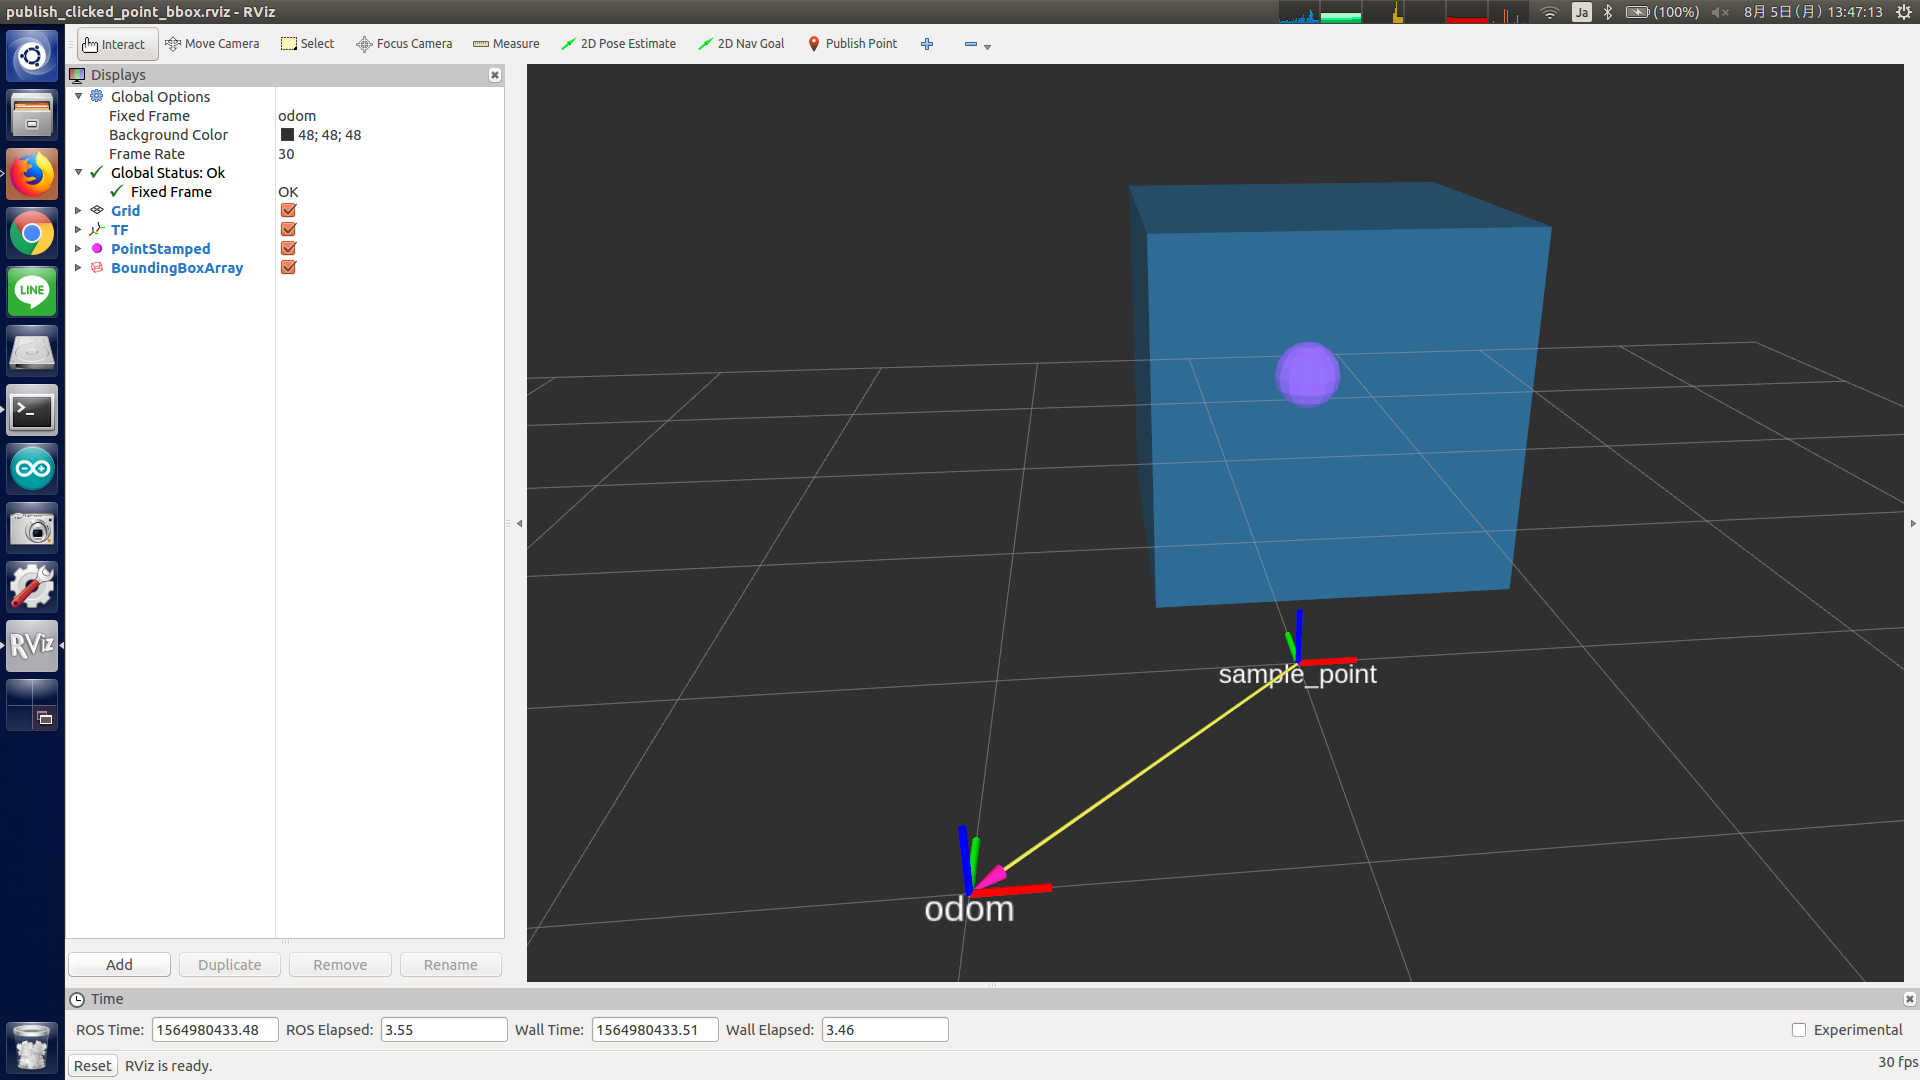 publish_clicked_point_bbox.rviz - RViz
Ja
(100%)
8月 5日(月) 13:47:13
Interact
Move Camera
Select
Focus Camera
Measure
2D Pose Estimate
2D Nav Goal
Publish Point
Displays
Global Options
Fixed Frame odom
Background Color 48; 48; 48
Frame Rate 30
Global Status: Ok
Fixed Frame OK
Grid
TF
PointStamped
BoundingBoxArray
LINE
RViz
sample_point
odom
Add
Duplicate
Remove
Rename
Time
ROS Time: 1564980433.48 ROS Elapsed: 3.55 Wall Time: 1564980433.51 Wall Elapsed: 3.46 Experimental
Reset RViz is ready. 30 fps